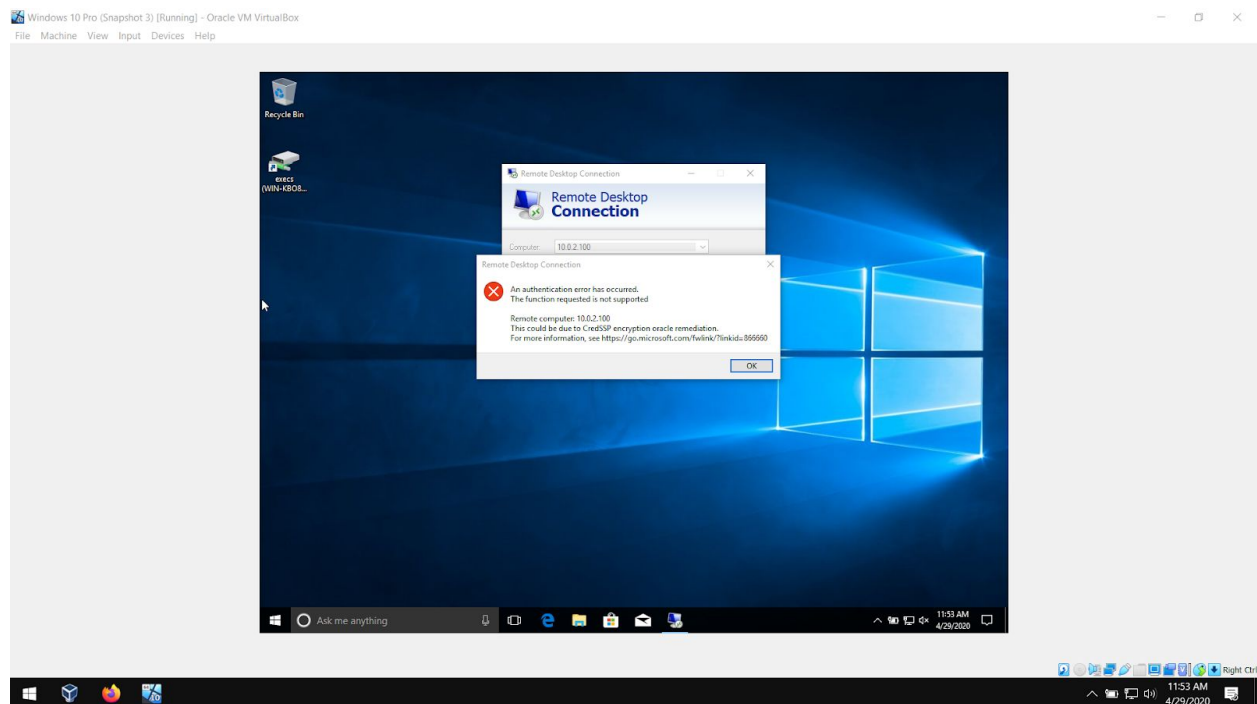 Windows 10 Pro (Snapshot 3) [Running] - Oracle VM VirtualBox
File Machine View Input Devices Help
Recycle Bin
execs
(WIN-KBO8...
Remote Desktop Connection
Remote Desktop
Connection
Computer: 10.0.2.100
Remote Desktop Connection
An authentication error has occurred.
The function requested is not supported
Remote computer: 10.0.2.100
This could be due to CredSSP encryption oracle remediation.
For more information, see https://go.microsoft.com/fwlink/?linkid=866660
OK
Ask me anything
11:53 AM
4/29/2020
Right Ctrl
11:53 AM
4/29/2020